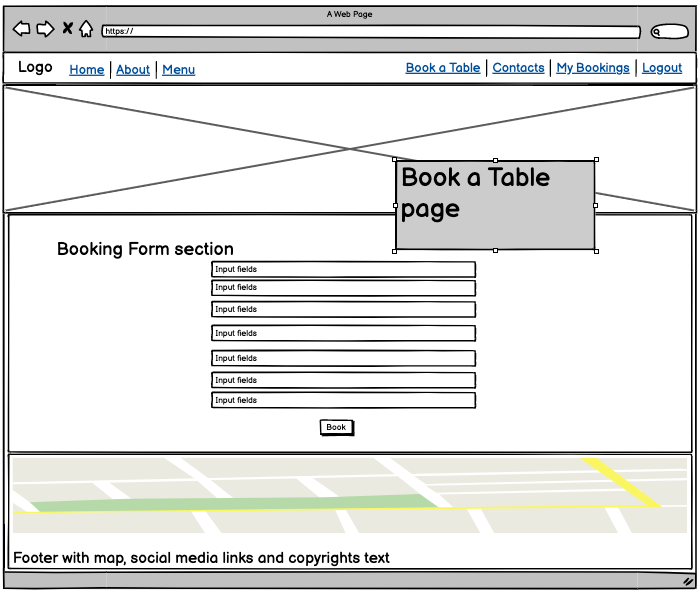 A Web Page
https://
Logo Home About Menu Book a Table Contacts My Bookings Logout
Book a Table
page
Booking Form section
Input fields
Input fields
Input fields
Input fields
Input fields
Input fields
Input fields
Book
Footer with map, social media links and copyrights text